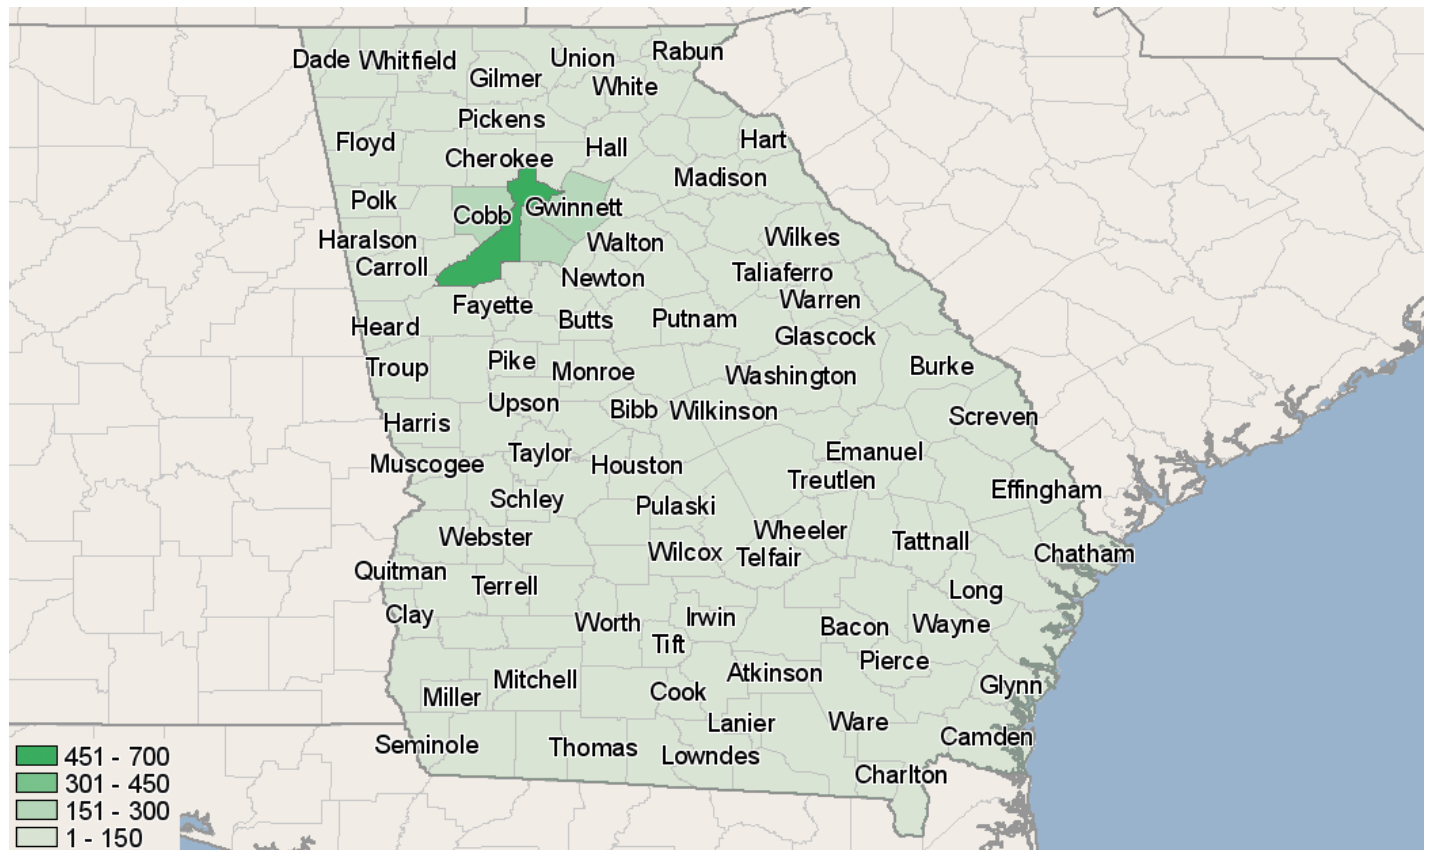 Dade Whitfield Union Rabun
Gilmer White
Pickens
Floyd Hall Hart
Cherokee
Madison
Polk
Cobb Gwinnett
Haralson Walton Wilkes
Carroll
Newton Taliaferro
Fayette Warren
Heard Butts Putnam
Glascock
Troup Pike Monroe Burke
Washington
Upson Bibb Wilkinson
Harris Screven
Muscogee Taylor Houston Emanuel
Treutlen
Schley Pulaski Effingham
Webster Wheeler
Wilcox Telfair Tattnall Chatham
Quitman Terrell Long
Clay Worth Irwin Bacon Wayne
Tift
Atkinson Pierce
Miller Mitchell Cook Glynn
Lanier Ware
Seminole Thomas Lowndes Camden
Charlton
451 - 700
301 - 450
151 - 300
1 - 150